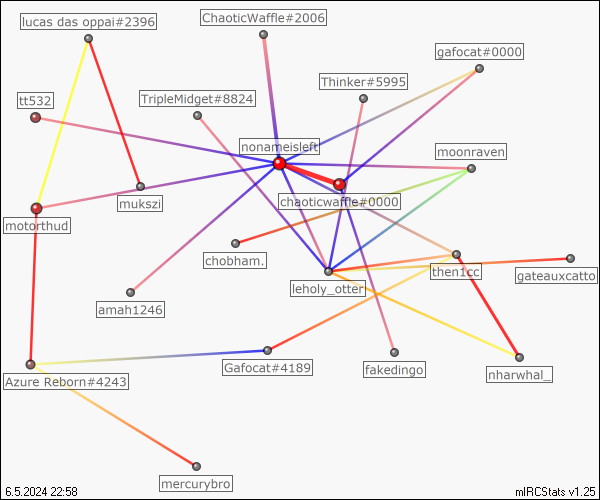 ChaoticWaffle#2006
lucas das oppai#2396
gafocat#0000
Thinker#5995
TripleMidget#8824
tt532
nonameisleft
moonraven
chaoticwaffle#0000
mukszi
motorthud
chobham.
then1cc
gateauxcatto
leholy_otter
amah1246
Gafocat#4189
fakedingo
nharwhal_
Azure Reborn#4243
mercurybro
6.5.2024 22:58
mIRCStats v1.25